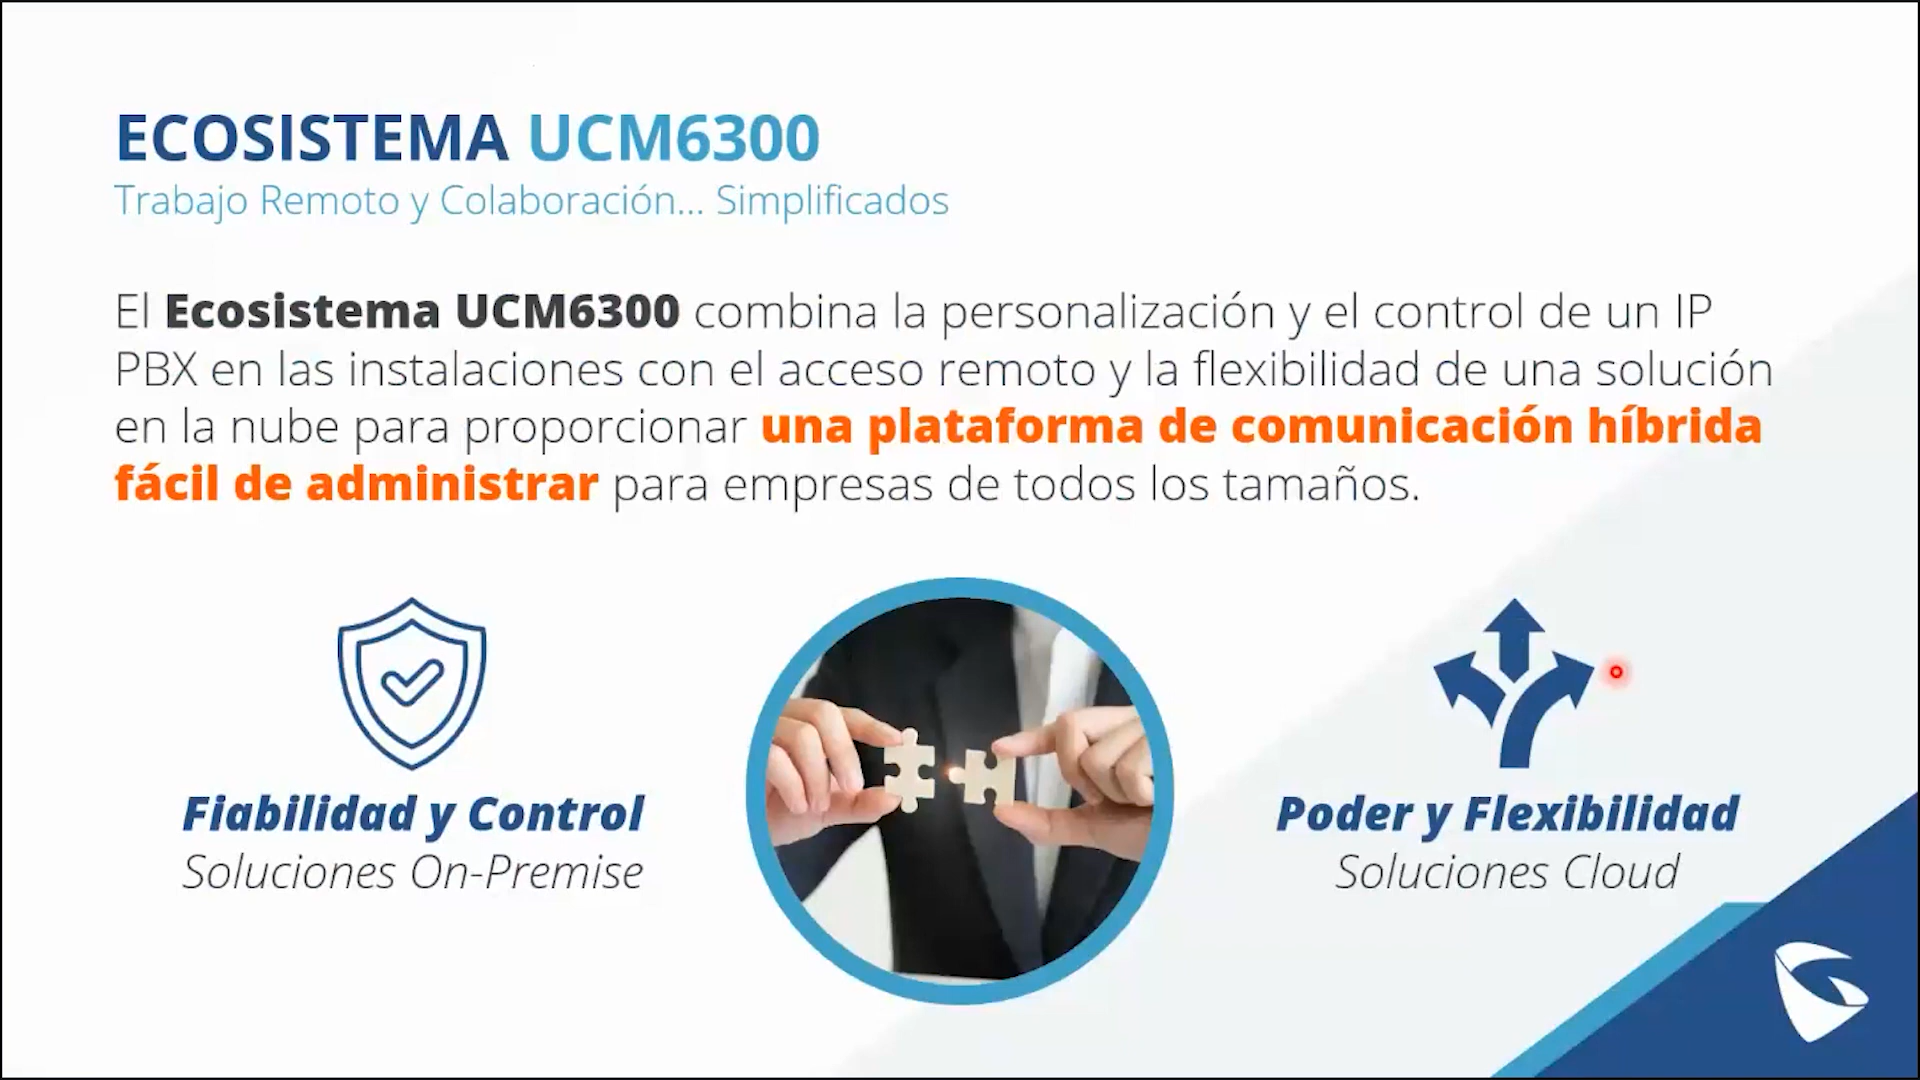 ECOSISTEMA UCM6300
Trabajo Remoto y Colaboración... Simplificados
El Ecosistema UCM6300 combina la personalización y el control de un IP
PBX en las instalaciones con el acceso remoto y la flexibilidad de una solución
en la nube para proporcionar una plataforma de comunicación híbrida
fácil de administrar para empresas de todos los tamaños.
Fiabilidad y Control
Soluciones On-Premise
Poder y Flexibilidad
Soluciones Cloud